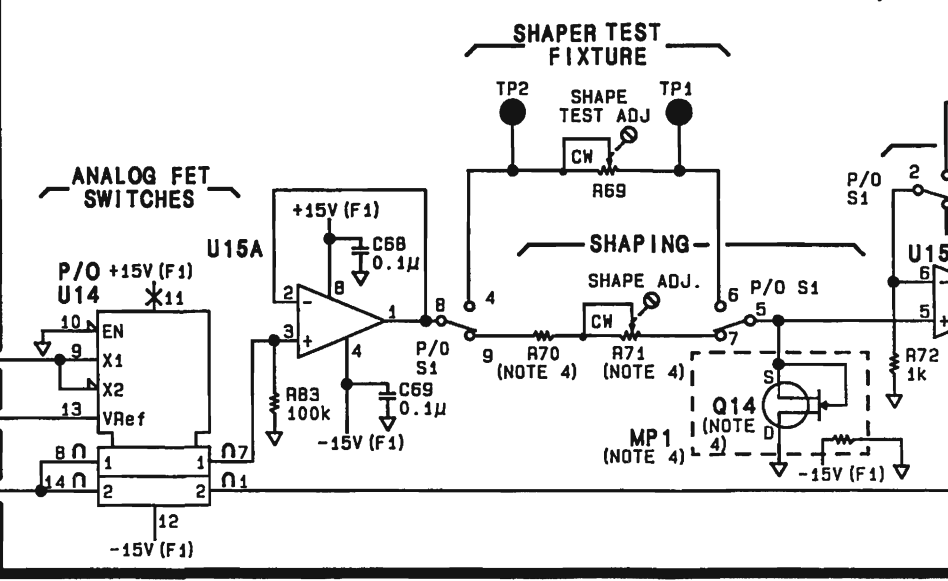 SHAPER TEST
FIXTURE
TP2
TP1
SHAPE
TEST ADJ
CW
R69
ANALOG FET
SWITCHES
P/O
U14
+15V(F1)
11
10
EN
9
X1
X2
13
VRef
8 ∩
1
1
∩7
14 ∩
2
2
∩1
12
-15V(F1)
U15A
+15V(F1)
C68
0.1µ
8
2
-
3
+
1
4
R83
100k
C69
0.1µ
-15V(F1)
8
4
9
P/O
S1
SHAPING
SHAPE ADJ.
CW
R70
(NOTE 4)
R71
(NOTE 4)
6
P/O S1
5
7
S
Q14
(NOTE
4)
D
MP1
(NOTE 4)
-15V(F1)
P/O
S1
2
U15
6
-
5
+
R72
1k